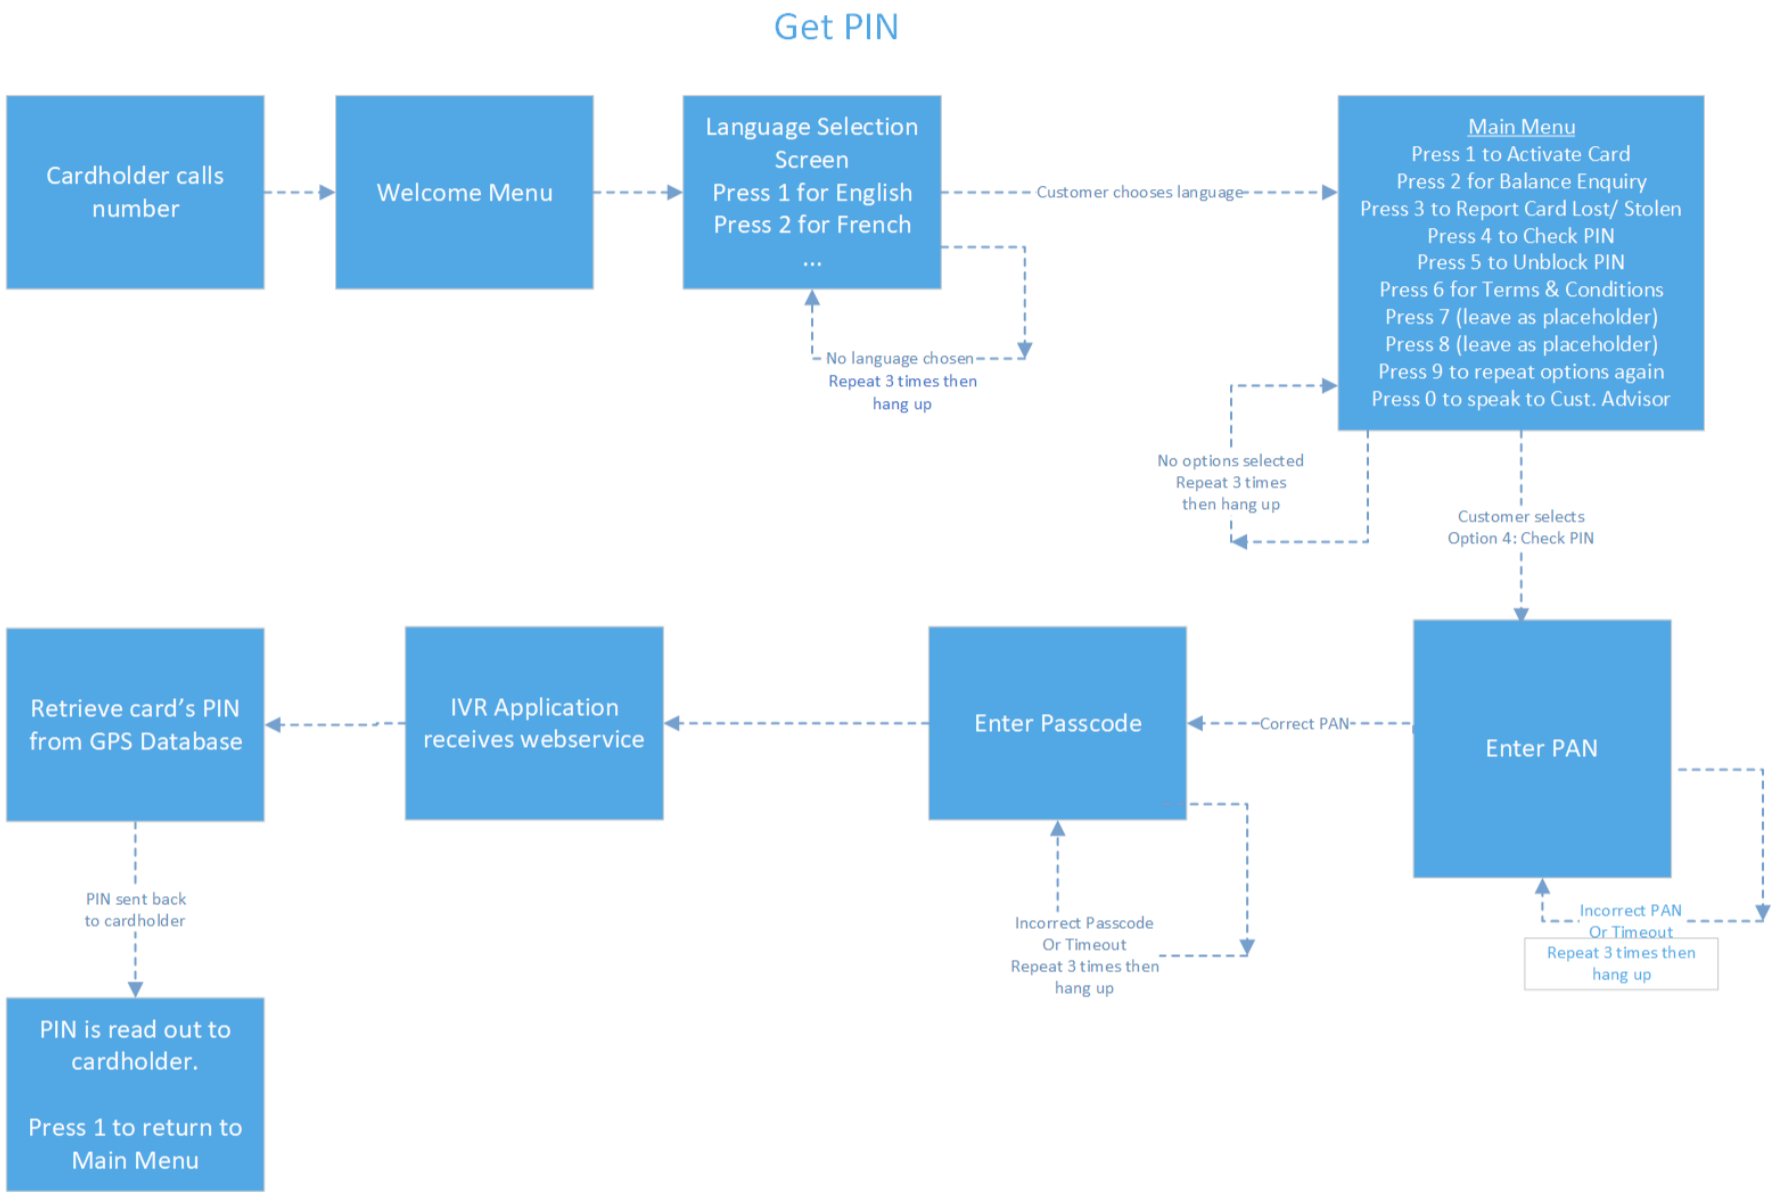 Get PIN
Cardholder calls
number
Welcome Menu
Language Selection
Screen
Press 1 for English
Press 2 for French
...
Customer chooses language
No language chosen
Repeat 3 times then
hang up
Main Menu
Press 1 to Activate Card
Press 2 for Balance Enquiry
Press 3 to Report Card Lost/ Stolen
Press 4 to Check PIN
Press 5 to Unblock PIN
Press 6 for Terms & Conditions
Press 7 (leave as placeholder)
Press 8 (leave as placeholder)
Press 9 to repeat options again
Press 0 to speak to Cust. Advisor
No options selected
Repeat 3 times
then hang up
Customer selects
Option 4: Check PIN
Enter PAN
Incorrect PAN
Or Timeout
Repeat 3 times then
hang up
Correct PAN
Enter Passcode
Incorrect Passcode
Or Timeout
Repeat 3 times then
hang up
IVR Application
receives webservice
Retrieve card’s PIN
from GPS Database
PIN sent back
to cardholder
PIN is read out to
cardholder.
Press 1 to return to
Main Menu